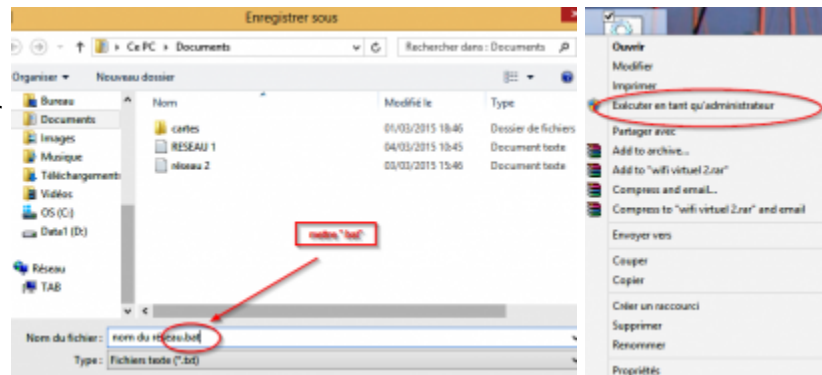 Enregistrer sous
Ce PC Documents
Rechercher dans : Documents
Organiser Nouveau dossier
Bureau
Documents
Images
Musique
Téléchargements
Vidéos
OS (C:)
Data1 (D:)
Réseau
TAB
Nom Modifié le Type
cartes 01/03/2015 18:46 Dossier de fichiers
RESEAU 1 04/03/2015 10:45 Document texte
réseau 2 03/03/2015 15:46 Document texte
mettre ".bat"
Nom du fichier : nom du réseau.bat
Type : Fichiers texte (*.txt)
Ouvrir
Modifier
Imprimer
Exécuter en tant qu'administrateur
Partager avec
Add to archive...
Add to "wifi virtuel 2.rar"
Compress and email...
Compress to "wifi virtuel 2.rar" and email
Envoyer vers
Couper
Copier
Créer un raccourci
Supprimer
Renommer
Propriétés